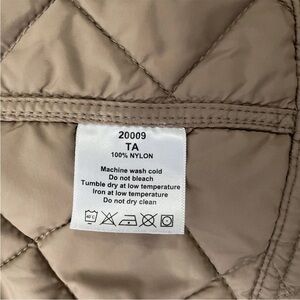 20009
TA
100% NYLON
Machine wash cold
Do not bleach
Tumble dry at low temperature
Iron at low temperature
Do not dry clean